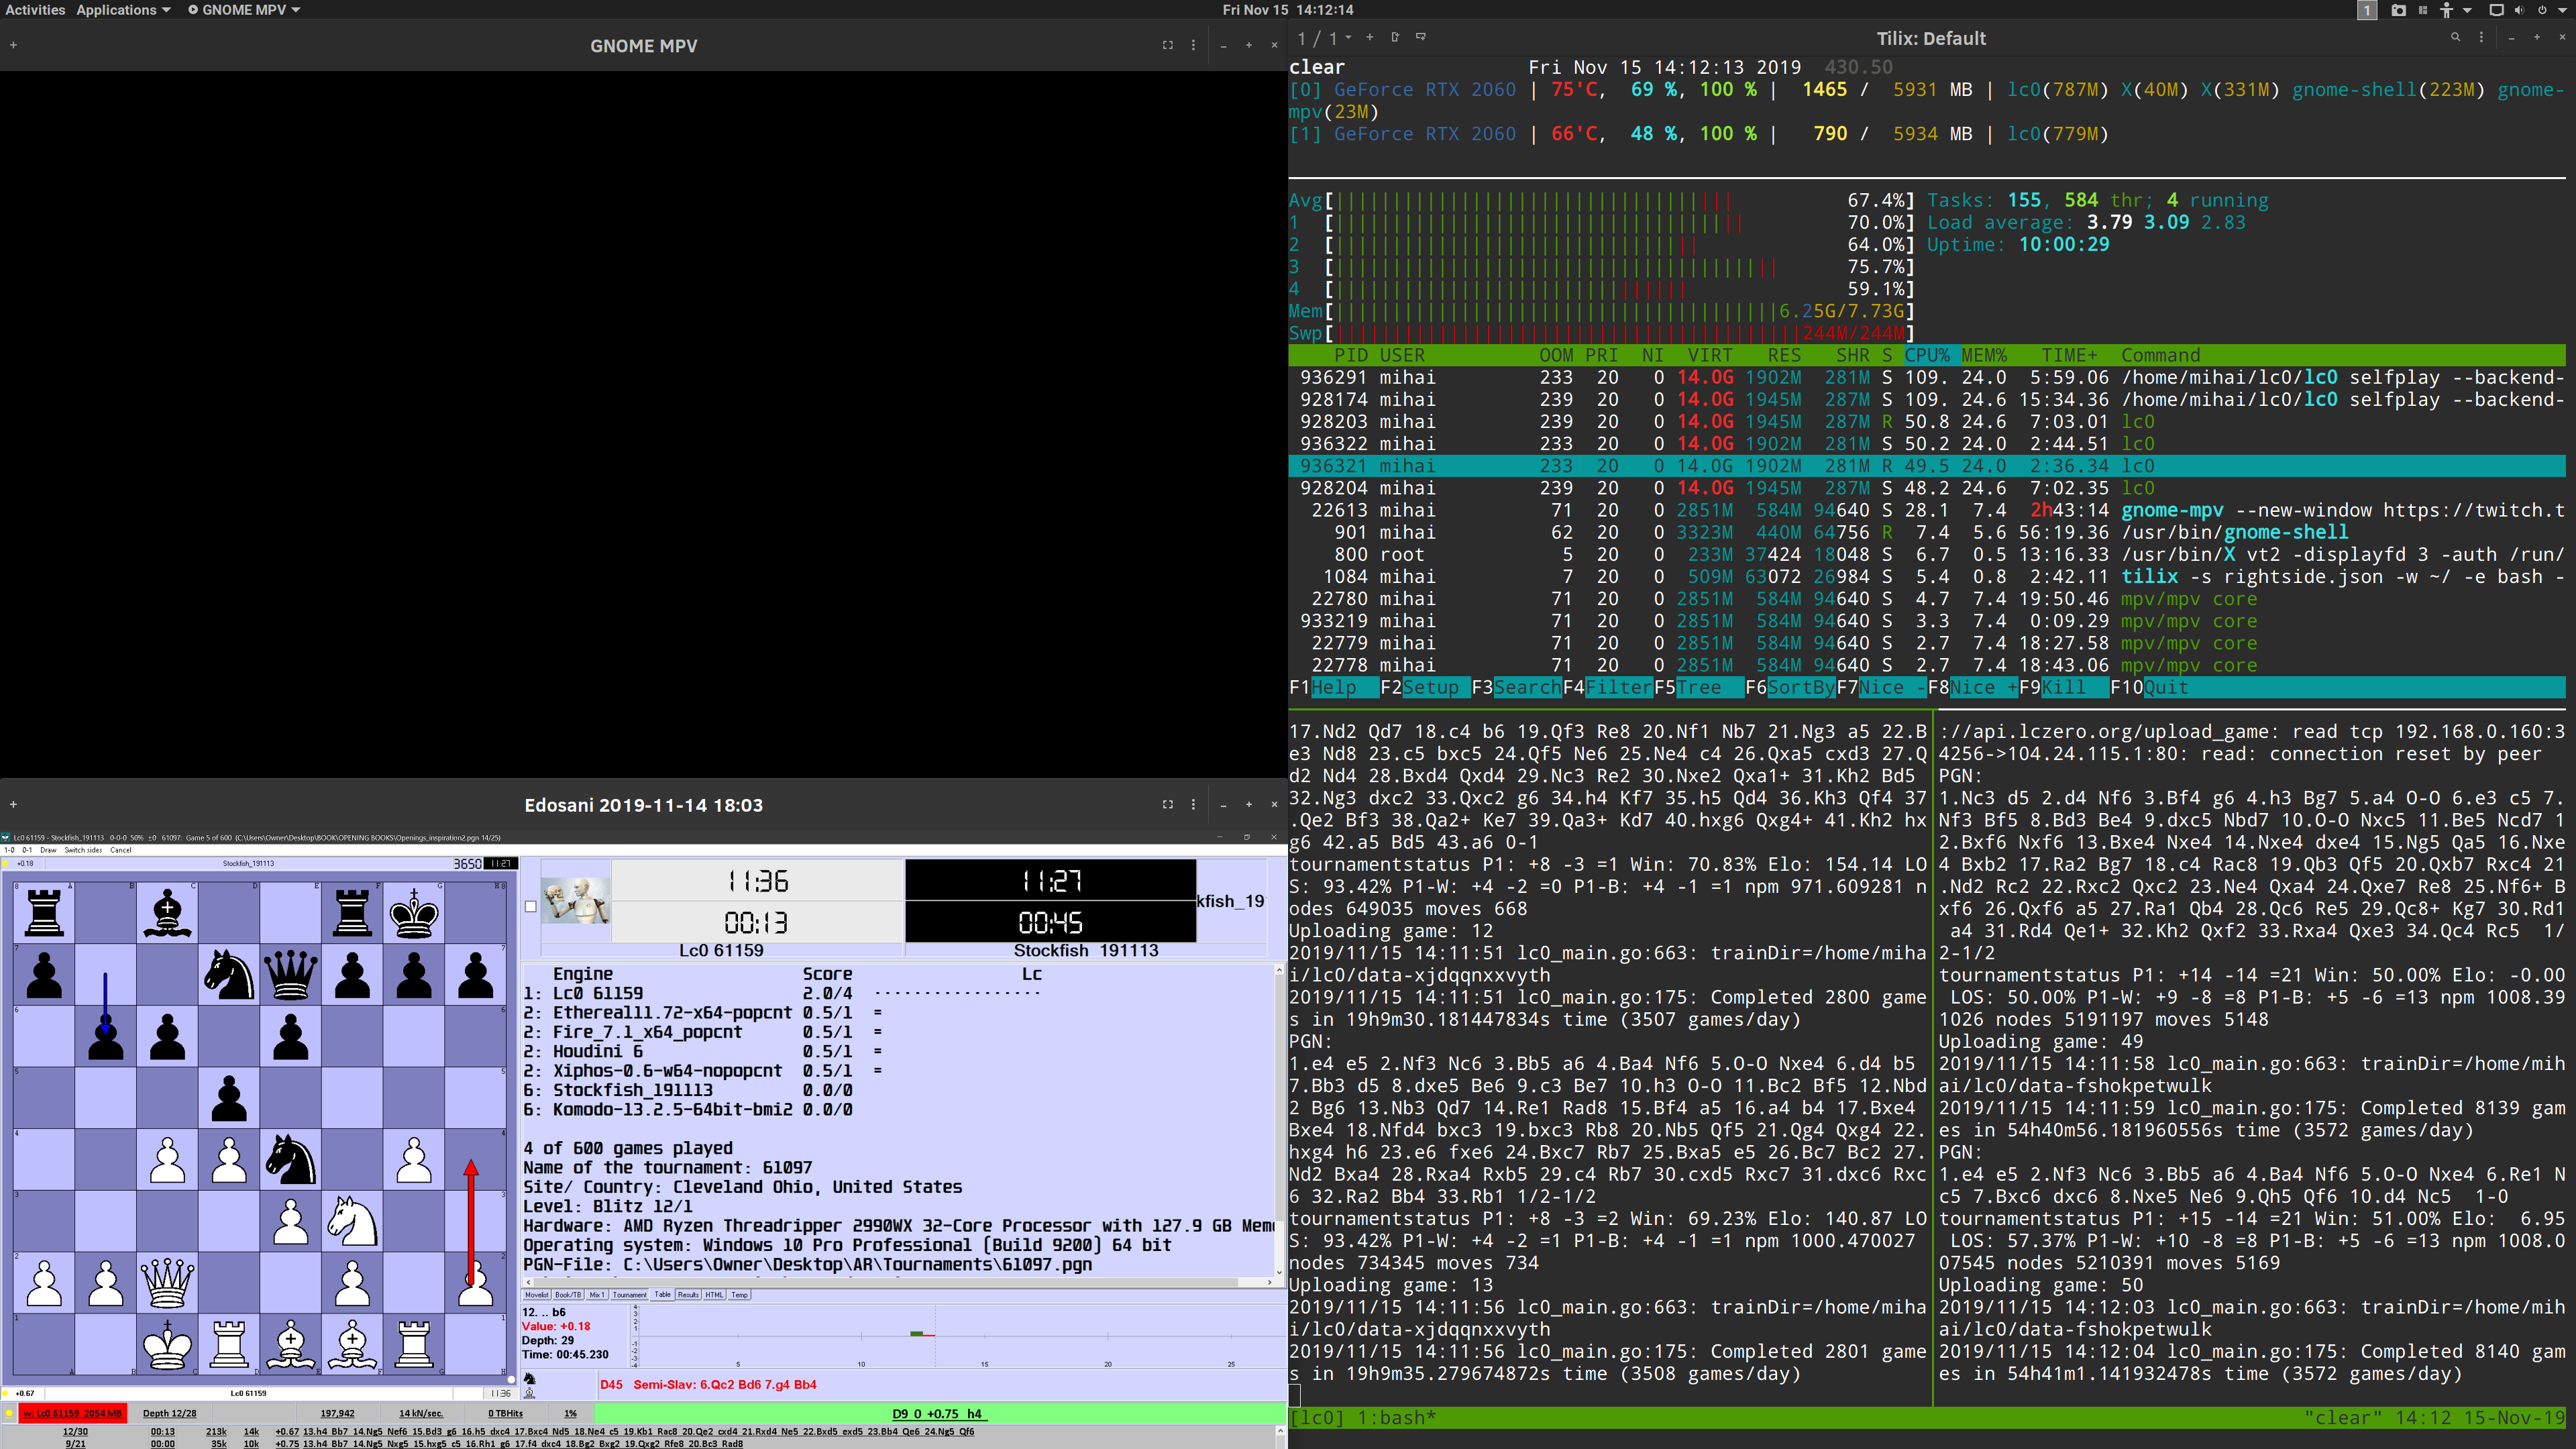 Activities Applications GNOME MPV Fri Nov 15 14:12:14 1
GNOME MPV
Edosani 2019-11-14 18:03
Lc0 61159 - Stockfish_191113 0-0-0 50% ±0 61097: Game 5 of 600 (C:\Users\Owner\Desktop\BOOK\OPENING BOOKS\Openings_inspiration2.pgn 14/25)
1-0 0-1 Draw Switch sides Cancel
+0.18 Stockfish_191113 3650 11:27
11:36 11:27
00:13 00:45
kfish_19
Lc0 61159 Stockfish 191113
Engine Score Lc
1: Lc0 61159 2.0/4 · · · · · · · · · · · · · · · · ·
2: Ethereal11.72-x64-popcnt 0.5/1 =
2: Fire_7.1_x64_popcnt 0.5/1 =
2: Houdini 6 0.5/1 =
2: Xiphos-0.6-w64-nopopcnt 0.5/1 =
6: Stockfish_191113 0.0/0
6: Komodo-13.2.5-64bit-bmi2 0.0/0
4 of 600 games played
Name of the tournament: 61097
Site/ Country: Cleveland Ohio, United States
Level: Blitz 12/1
Hardware: AMD Ryzen Threadripper 2990WX 32-Core Processor with 127.9 GB Mem
Operating system: Windows 10 Pro Professional (Build 9200) 64 bit
PGN-File: C:\Users\Owner\Desktop\AR\Tournaments\61097.pgn
Movelist Book/TB Mix 1 Tournament Table Results HTML Temp
12. .. b6
Value: +0.18
Depth: 29
Time: 00:45.230
5 10 15 20 25
D45 Semi-Slav: 6.Qc2 Bd6 7.g4 Bb4
+0.67 Lc0 61159 11:36
w: Lc0 61159, 2054 MB Depth 12/28 197,942 14 kN/sec. 0 TBHits 1% D9 0 +0.75 h4
12/30 00:13 213k 14k +0.67 13.h4 Bb7 14.Ng5 Nef6 15.Bd3 g6 16.h5 dxc4 17.Bxc4 Nd5 18.Ne4 c5 19.Kb1 Rac8 20.Qe2 cxd4 21.Rxd4 Ne5 22.Bxd5 exd5 23.Bb4 Qe6 24.Ng5 Qf6
9/21 00:00 35k 10k +0.75 13.h4 Bb7 14.Ng5 Nxg5 15.hxg5 c5 16.Rh1 g6 17.f4 dxc4 18.Bg2 Bxg2 19.Qxg2 Rfe8 20.Bc3 Rad8
1 / 1 Tilix: Default
clear Fri Nov 15 14:12:13 2019 430.50
[0] GeForce RTX 2060 | 75'C, 69 %, 100 % | 1465 / 5931 MB | lc0(787M) X(40M) X(331M) gnome-shell(223M) gnome-
mpv(23M)
[1] GeForce RTX 2060 | 66'C, 48 %, 100 % | 790 / 5934 MB | lc0(779M)
Avg[ 67.4%] Tasks: 155, 584 thr; 4 running
1 [ 70.0%] Load average: 3.79 3.09 2.83
2 [ 64.0%] Uptime: 10:00:29
3 [ 75.7%]
4 [ 59.1%]
Mem[ 6.25G/7.73G]
Swp[ 244M/244M]
PID USER OOM PRI NI VIRT RES SHR S CPU% MEM% TIME+ Command
936291 mihai 233 20 0 14.0G 1902M 281M S 109. 24.0 5:59.06 /home/mihai/lc0/lc0 selfplay --backend-
928174 mihai 239 20 0 14.0G 1945M 287M S 109. 24.6 15:34.36 /home/mihai/lc0/lc0 selfplay --backend-
928203 mihai 239 20 0 14.0G 1945M 287M R 50.8 24.6 7:03.01 lc0
936322 mihai 233 20 0 14.0G 1902M 281M S 50.2 24.0 2:44.51 lc0
936321 mihai 233 20 0 14.0G 1902M 281M R 49.5 24.0 2:36.34 lc0
928204 mihai 239 20 0 14.0G 1945M 287M S 48.2 24.6 7:02.35 lc0
22613 mihai 71 20 0 2851M 584M 94640 S 28.1 7.4 2h43:14 gnome-mpv --new-window https://twitch.t
901 mihai 62 20 0 3323M 440M 64756 R 7.4 5.6 56:19.36 /usr/bin/gnome-shell
800 root 5 20 0 233M 37424 18048 S 6.7 0.5 13:16.33 /usr/bin/X vt2 -displayfd 3 -auth /run/
1084 mihai 7 20 0 509M 63072 26984 S 5.4 0.8 2:42.11 tilix -s rightside.json -w ~/ -e bash -
22780 mihai 71 20 0 2851M 584M 94640 S 4.7 7.4 19:50.46 mpv/mpv core
933219 mihai 71 20 0 2851M 584M 94640 S 3.3 7.4 0:09.29 mpv/mpv core
22779 mihai 71 20 0 2851M 584M 94640 S 2.7 7.4 18:27.58 mpv/mpv core
22778 mihai 71 20 0 2851M 584M 94640 S 2.7 7.4 18:43.06 mpv/mpv core
F1Help F2Setup F3SearchF4FilterF5Tree F6SortByF7Nice -F8Nice +F9Kill F10Quit
17.Nd2 Qd7 18.c4 b6 19.Qf3 Re8 20.Nf1 Nb7 21.Ng3 a5 22.B
e3 Nd8 23.c5 bxc5 24.Qf5 Ne6 25.Ne4 c4 26.Qxa5 cxd3 27.Q
d2 Nd4 28.Bxd4 Qxd4 29.Nc3 Re2 30.Nxe2 Qxa1+ 31.Kh2 Bd5
32.Ng3 dxc2 33.Qxc2 g6 34.h4 Kf7 35.h5 Qd4 36.Kh3 Qf4 37
.Qe2 Bf3 38.Qa2+ Ke7 39.Qa3+ Kd7 40.hxg6 Qxg4+ 41.Kh2 hx
g6 42.a5 Bd5 43.a6 0-1
tournamentstatus P1: +8 -3 =1 Win: 70.83% Elo: 154.14 LO
S: 93.42% P1-W: +4 -2 =0 P1-B: +4 -1 =1 npm 971.609281 n
odes 649035 moves 668
Uploading game: 12
2019/11/15 14:11:51 lc0_main.go:663: trainDir=/home/miha
i/lc0/data-xjdqqnxxvyth
2019/11/15 14:11:51 lc0_main.go:175: Completed 2800 game
s in 19h9m30.181447834s time (3507 games/day)
PGN:
1.e4 e5 2.Nf3 Nc6 3.Bb5 a6 4.Ba4 Nf6 5.O-O Nxe4 6.d4 b5
7.Bb3 d5 8.dxe5 Be6 9.c3 Be7 10.h3 O-O 11.Bc2 Bf5 12.Nbd
2 Bg6 13.Nb3 Qd7 14.Re1 Rad8 15.Bf4 a5 16.a4 b4 17.Bxe4
Bxe4 18.Nfd4 bxc3 19.bxc3 Rb8 20.Nb5 Qf5 21.Qg4 Qxg4 22.
hxg4 h6 23.e6 fxe6 24.Bxc7 Rb7 25.Bxa5 e5 26.Bc7 Bc2 27.
Nd2 Bxa4 28.Rxa4 Rxb5 29.c4 Rb7 30.cxd5 Rxc7 31.dxc6 Rxc
6 32.Ra2 Bb4 33.Rb1 1/2-1/2
tournamentstatus P1: +8 -3 =2 Win: 69.23% Elo: 140.87 LO
S: 93.42% P1-W: +4 -2 =1 P1-B: +4 -1 =1 npm 1000.470027
nodes 734345 moves 734
Uploading game: 13
2019/11/15 14:11:56 lc0_main.go:663: trainDir=/home/miha
i/lc0/data-xjdqqnxxvyth
2019/11/15 14:11:56 lc0_main.go:175: Completed 2801 game
s in 19h9m35.279674872s time (3508 games/day)
://api.lczero.org/upload_game: read tcp 192.168.0.160:3
4256->104.24.115.1:80: read: connection reset by peer
PGN:
1.Nc3 d5 2.d4 Nf6 3.Bf4 g6 4.h3 Bg7 5.a4 O-O 6.e3 c5 7.
Nf3 Bf5 8.Bd3 Be4 9.dxc5 Nbd7 10.O-O Nxc5 11.Be5 Ncd7 1
2.Bxf6 Nxf6 13.Bxe4 Nxe4 14.Nxe4 dxe4 15.Ng5 Qa5 16.Nxe
4 Bxb2 17.Ra2 Bg7 18.c4 Rac8 19.Qb3 Qf5 20.Qxb7 Rxc4 21
.Nd2 Rc2 22.Rxc2 Qxc2 23.Ne4 Qxa4 24.Qxe7 Re8 25.Nf6+ B
xf6 26.Qxf6 a5 27.Ra1 Qb4 28.Qc6 Re5 29.Qc8+ Kg7 30.Rd1
a4 31.Rd4 Qe1+ 32.Kh2 Qxf2 33.Rxa4 Qxe3 34.Qc4 Rc5 1/
2-1/2
tournamentstatus P1: +14 -14 =21 Win: 50.00% Elo: -0.00
LOS: 50.00% P1-W: +9 -8 =8 P1-B: +5 -6 =13 npm 1008.39
1026 nodes 5191197 moves 5148
Uploading game: 49
2019/11/15 14:11:58 lc0_main.go:663: trainDir=/home/mih
ai/lc0/data-fshokpetwulk
2019/11/15 14:11:59 lc0_main.go:175: Completed 8139 gam
es in 54h40m56.181960556s time (3572 games/day)
PGN:
1.e4 e5 2.Nf3 Nc6 3.Bb5 a6 4.Ba4 Nf6 5.O-O Nxe4 6.Re1 N
c5 7.Bxc6 dxc6 8.Nxe5 Ne6 9.Qh5 Qf6 10.d4 Nc5 1-0
tournamentstatus P1: +15 -14 =21 Win: 51.00% Elo: 6.95
LOS: 57.37% P1-W: +10 -8 =8 P1-B: +5 -6 =13 npm 1008.0
07545 nodes 5210391 moves 5169
Uploading game: 50
2019/11/15 14:12:03 lc0_main.go:663: trainDir=/home/mih
ai/lc0/data-fshokpetwulk
2019/11/15 14:12:04 lc0_main.go:175: Completed 8140 gam
es in 54h41m1.141932478s time (3572 games/day)
[lc0] 1:bash* "clear" 14:12 15-Nov-19